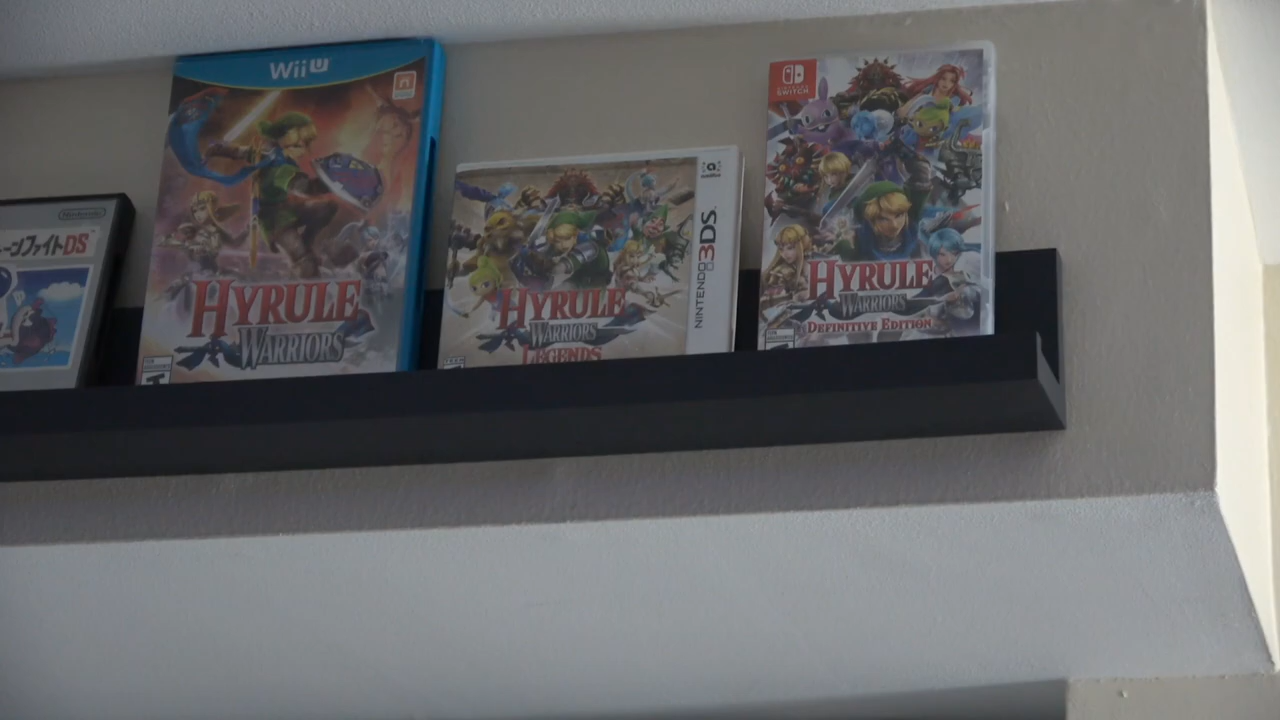 Nintendo
ーンファイトDS
Wii U
HYRULE
WARRIORS
T
HYRULE
WARRIORS
LEGENDS
NINTENDO 3DS
SWITCH
HYRULE
WARRIORS
DEFINITIVE EDITION